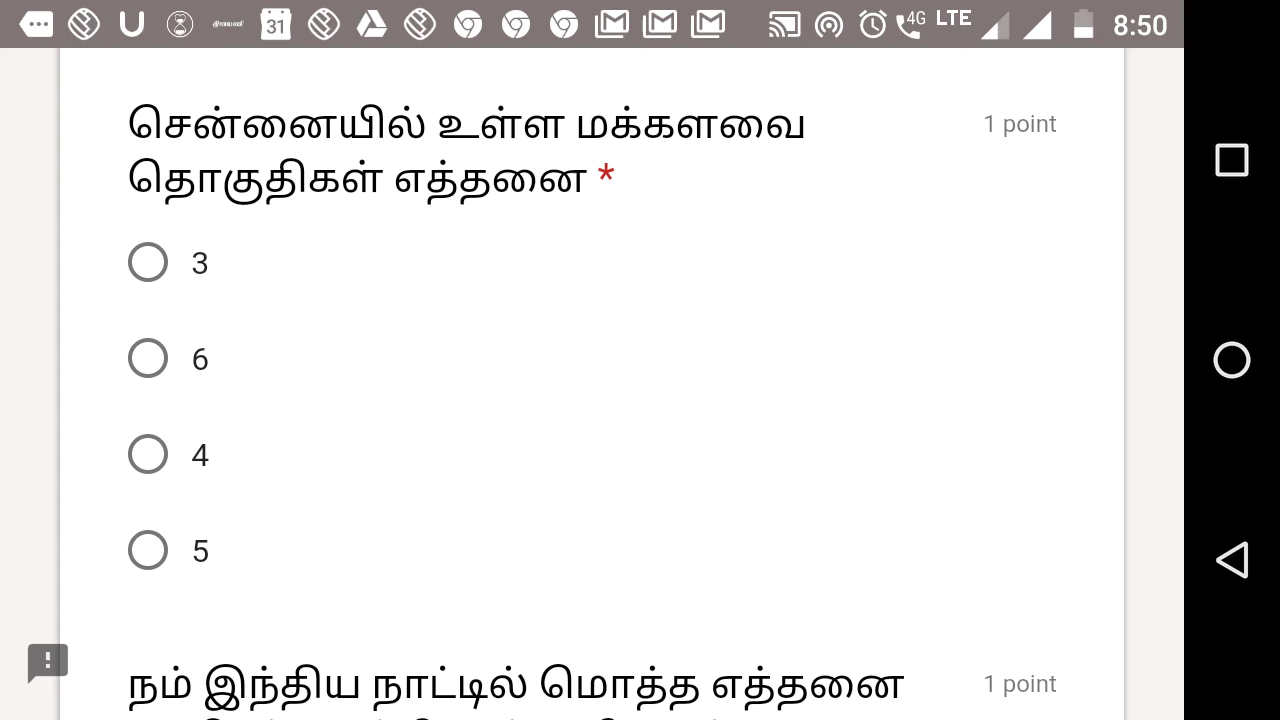 31
4G LTE 8:50
சென்னையில் உள்ள மக்களவை
தொகுதிகள் எத்தனை *
1 point
3
6
4
5
நம் இந்திய நாட்டில் மொத்த எத்தனை
1 point